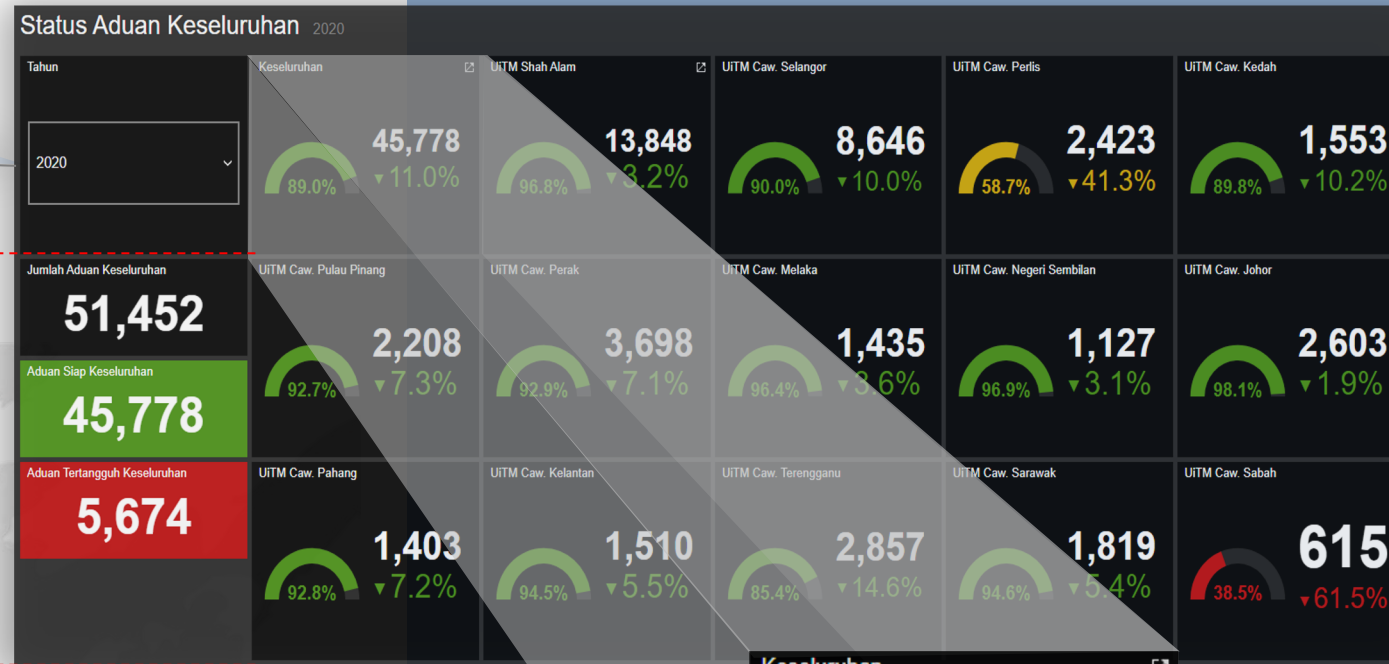 Status Aduan Keseluruhan 2020
Tahun
2020
Keseluruhan
45,778
89.0%
▼11.0%
UiTM Shah Alam
13,848
96.8%
▼3.2%
UiTM Caw. Selangor
8,646
90.0%
▼10.0%
UiTM Caw. Perlis
2,423
58.7%
▼41.3%
UiTM Caw. Kedah
1,553
89.8%
▼10.2%
Jumlah Aduan Keseluruhan
51,452
Aduan Siap Keseluruhan
45,778
Aduan Tertangguh Keseluruhan
5,674
UiTM Caw. Pulau Pinang
2,208
92.7%
▼7.3%
UiTM Caw. Perak
3,698
92.9%
▼7.1%
UiTM Caw. Melaka
1,435
96.4%
▼3.6%
UiTM Caw. Negeri Sembilan
1,127
96.9%
▼3.1%
UiTM Caw. Johor
2,603
98.1%
▼1.9%
UiTM Caw. Pahang
1,403
92.8%
▼7.2%
UiTM Caw. Kelantan
1,510
94.5%
▼5.5%
UiTM Caw. Terengganu
2,857
85.4%
▼14.6%
UiTM Caw. Sarawak
1,819
94.6%
▼5.4%
UiTM Caw. Sabah
615
38.5%
▼61.5%
Keseluruhan